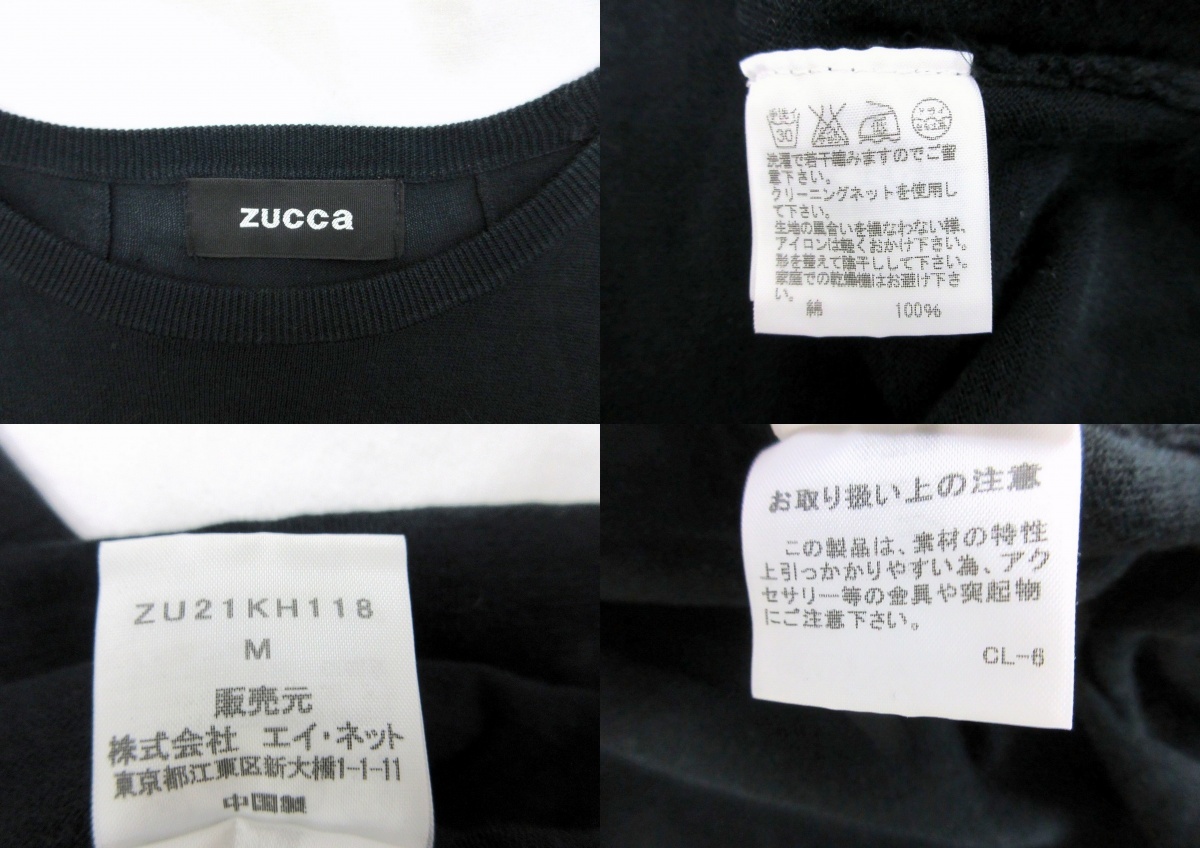 zucca
手洗イ
30
低
ドライ
洗濯で若干縮みますのでご留
意下さい。
クリーニングネットを使用し
て下さい。
生地の風合いを損なわない様、
アイロンは軽くおかけ下さい。
形を整えて陰干しして下さい。
家庭での乾燥機はお避け下さ
い。
綿 100%
ZU21KH118
M
販売元
株式会社 エイ・ネット
東京都江東区新大橋1-1-11
中国製
お取り扱い上の注意
この製品は、素材の特性
上引っかかりやすい為、アク
セサリー等の金具や突起物
にご注意下さい。
CL-6